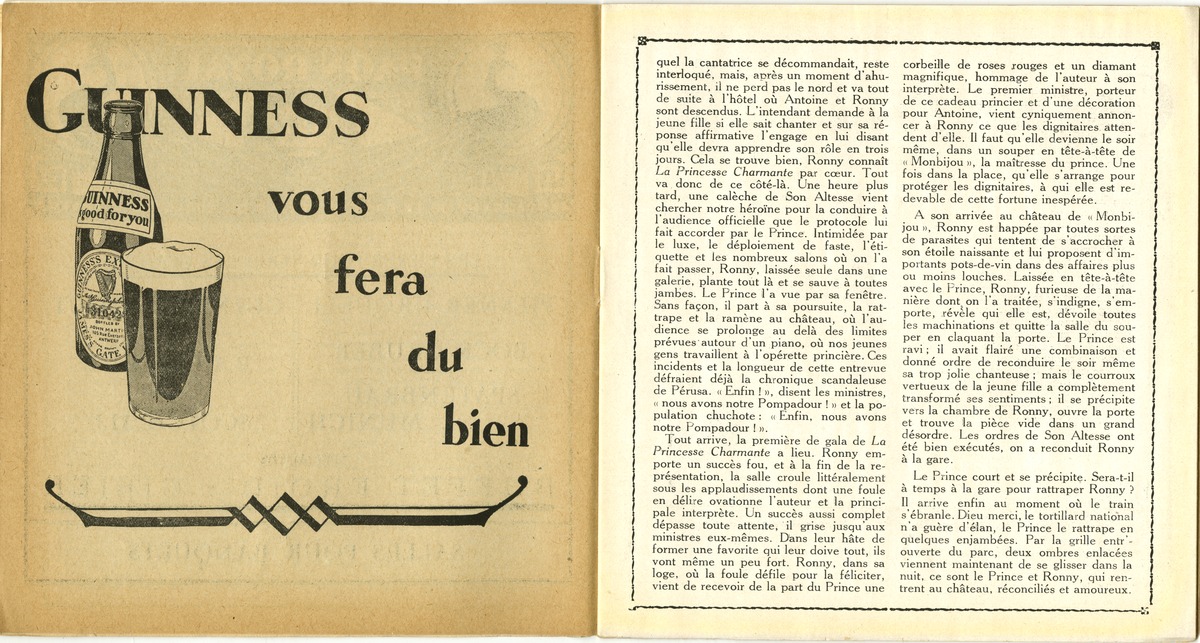 GUINNESS
vous
fera
du
bien
GUINNESS
good for you
GUINNESS'S
JOHN MARTIN
ANTWERP
GATE
quel la cantatrice se décommandait, reste
interloqué, mais, après un moment d'ahu-
rissement, il ne perd pas le nord et va tout
de suite à l'hôtel où Antoine et Ronny
sont descendus. L'intendant demande à la
jeune fille si elle sait chanter et sur sa ré-
ponse affirmative l'engage en lui disant
qu'elle devra apprendre son rôle en trois
jours. Cela se trouve bien, Ronny connaît
La Princesse Charmante par cœur. Tout
va donc de ce côté-là. Une heure plus
tard, une calèche de Son Altesse vient
chercher notre héroïne pour la conduire à
l'audience officielle que le protocole lui
fait accorder par le Prince. Intimidée par
le luxe, le déploiement de faste, l'éti-
quette et les nombreux salons où on l'a
fait passer, Ronny, laissée seule dans une
galerie, plante tout là et se sauve à toutes
jambes. Le Prince l'a vue par sa fenêtre.
Sans façon, il part à sa poursuite, la rat-
trape et la ramène au château, où l'au-
dience se prolonge au delà des limites
prévues autour d'un piano, où nos jeunes
gens travaillent à l'opérette princière. Ces
incidents et la longueur de cette entrevue
défraient déjà la chronique scandaleuse
de Pérusa. « Enfin ! », disent les ministres,
« nous avons notre Pompadour ! » et la po-
pulation chuchote : « Enfin, nous avons
notre Pompadour ! ».
Tout arrive, la première de gala de La
Princesse Charmante a lieu. Ronny em-
porte un succès fou, et à la fin de la re-
présentation, la salle croule littéralement
sous les applaudissements dont une foule
en délire ovationne l'auteur et la princi-
pale interprète. Un succès aussi complet
dépasse toute attente, il grise jusqu'aux
ministres eux-mêmes. Dans leur hâte de
former une favorite qui leur doive tout, ils
vont même un peu fort. Ronny, dans sa
loge, où la foule défile pour la féliciter,
vient de recevoir de la part du Prince une
corbeille de roses rouges et un diamant
magnifique, hommage de l'auteur à son
interprète. Le premier ministre, porteur
de ce cadeau princier et d'une décoration
pour Antoine, vient cyniquement annon-
cer à Ronny ce que les dignitaires atten-
dent d'elle. Il faut qu'elle devienne le soir
même, dans un souper en tête-à-tête de
« Monbijou », la maîtresse du prince. Une
fois dans la place, qu'elle s'arrange pour
protéger les dignitaires, à qui elle est re-
devable de cette fortune inespérée.
A son arrivée au château de « Monbi-
jou », Ronny est happée par toutes sortes
de parasites qui tentent de s'accrocher à
son étoile naissante et lui proposent d'im-
portants pots-de-vin dans des affaires plus
ou moins louches. Laissée en tête-à-tête
avec le Prince, Ronny, furieuse de la ma-
nière dont on l'a traitée, s'indigne, s'em-
porte, révèle qui elle est, dévoile toutes
les machinations et quitte la salle du sou-
per en claquant la porte. Le Prince est
ravi ; il avait flairé une combinaison et
donné ordre de reconduire le soir même
sa trop jolie chanteuse ; mais le courroux
vertueux de la jeune fille a complètement
transformé ses sentiments ; il se précipite
vers la chambre de Ronny, ouvre la porte
et trouve la pièce vide dans un grand
désordre. Les ordres de Son Altesse ont
été bien exécutés, on a reconduit Ronny
à la gare.
Le Prince court et se précipite. Sera-t-il
à temps à la gare pour rattraper Ronny ?
Il arrive enfin au moment où le train
s'ébranle. Dieu merci, le tortillard national
n'a guère d'élan, le Prince le rattrape en
quelques enjambées. Par la grille entr'-
ouverte du parc, deux ombres enlacées
viennent maintenant de se glisser dans la
nuit, ce sont le Prince et Ronny, qui ren-
trent au château, réconciliés et amoureux.